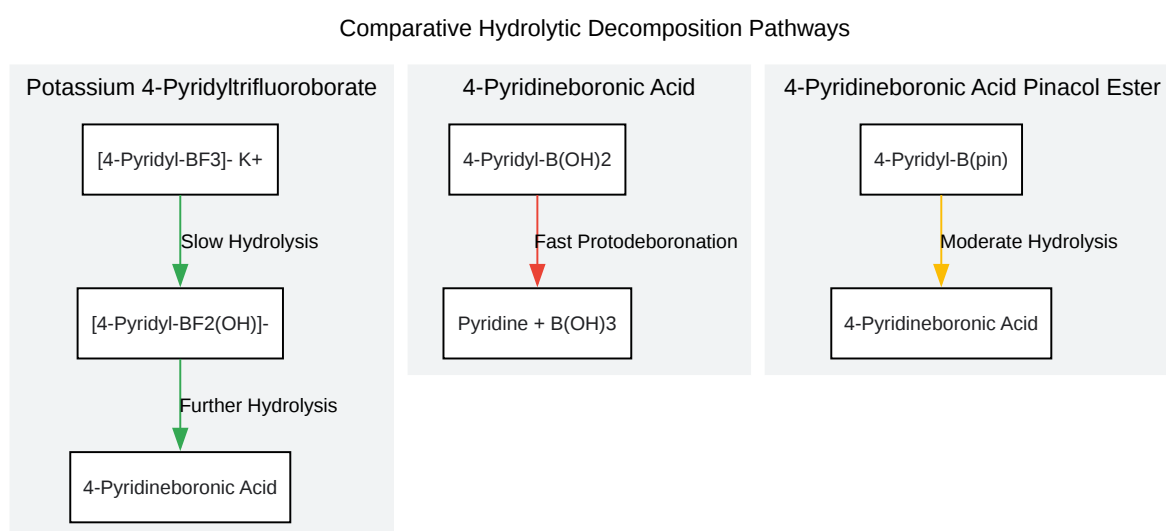 Comparative Hydrolytic Decomposition Pathways
Potassium 4-Pyridyltrifluoroborate
[4-Pyridyl-BF3]- K+
Slow Hydrolysis
[4-Pyridyl-BF2(OH)]-
Further Hydrolysis
4-Pyridineboronic Acid
4-Pyridineboronic Acid
4-Pyridyl-B(OH)2
Fast Protodeboronation
Pyridine + B(OH)3
4-Pyridineboronic Acid Pinacol Ester
4-Pyridyl-B(pin)
Moderate Hydrolysis
4-Pyridineboronic Acid